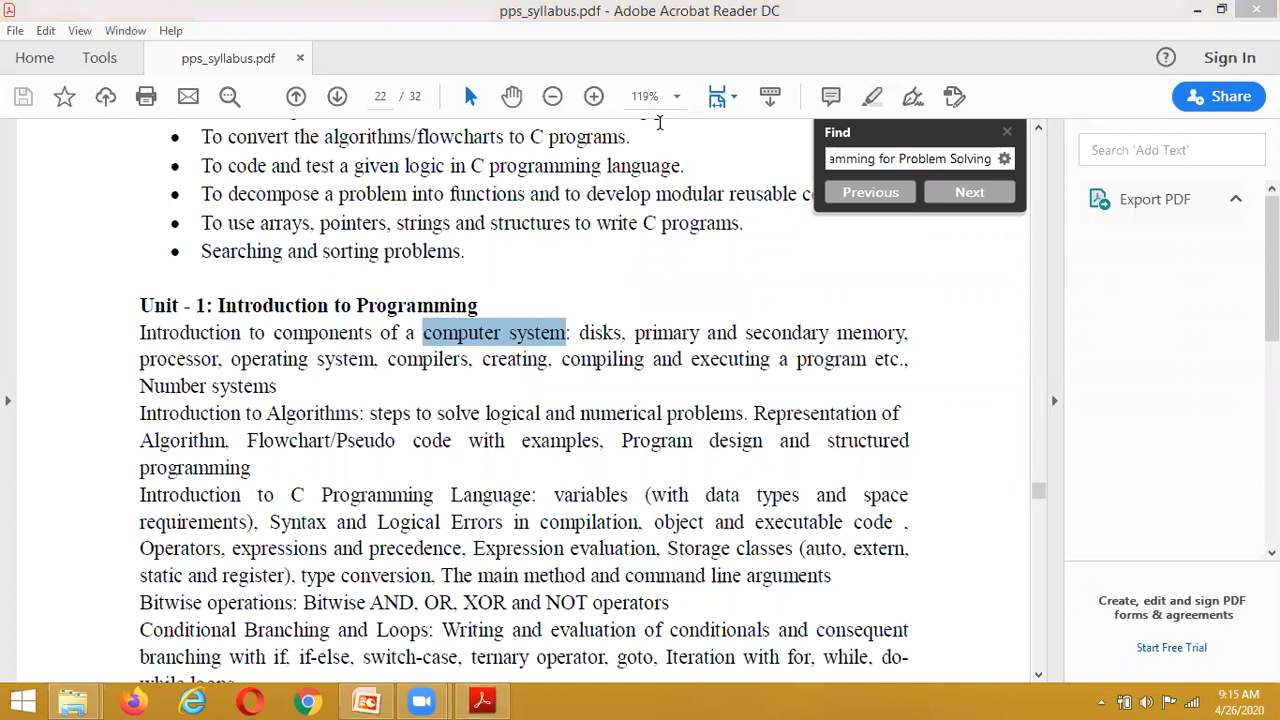 pps_syllabus.pdf - Adobe Acrobat Reader DC
File Edit View Window Help
Home Tools pps_syllabus.pdf × Sign In
22 / 32 119% Share
• To convert the algorithms/flowcharts to C programs.
• To code and test a given logic in C programming language.
• To decompose a problem into functions and to develop modular reusable
• To use arrays, pointers, strings and structures to write C programs.
• Searching and sorting problems.
Unit - 1: Introduction to Programming
Introduction to components of a computer system: disks, primary and secondary memory,
processor, operating system, compilers, creating, compiling and executing a program etc.,
Number systems
Introduction to Algorithms: steps to solve logical and numerical problems. Representation of
Algorithm, Flowchart/Pseudo code with examples, Program design and structured
programming
Introduction to C Programming Language: variables (with data types and space
requirements), Syntax and Logical Errors in compilation, object and executable code ,
Operators, expressions and precedence, Expression evaluation, Storage classes (auto, extern,
static and register), type conversion, The main method and command line arguments
Bitwise operations: Bitwise AND, OR, XOR and NOT operators
Conditional Branching and Loops: Writing and evaluation of conditionals and consequent
branching with if, if-else, switch-case, ternary operator, goto, Iteration with for, while, do-
while loops
Find
amming for Problem Solving
Previous Next
Search 'Add Text'
Export PDF
Create, edit and sign PDF
forms & agreements
Start Free Trial
9:15 AM
4/26/2020